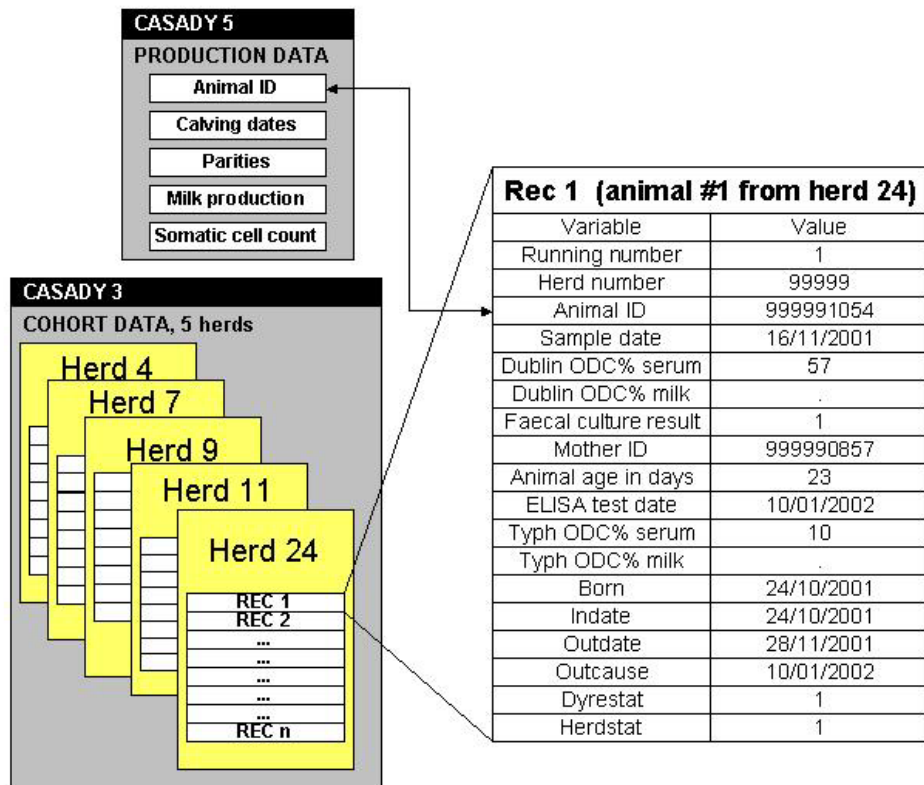 CASADY 5
PRODUCTION DATA
Animal ID
Calving dates
Parities
Milk production
Somatic cell count
CASADY 3
COHORT DATA, 5 herds
Herd 4
Herd 7
Herd 9
Herd 11
Herd 24
REC 1
REC 2
...
...
...
...
...
REC n
Rec 1 (animal #1 from herd 24)
Variable Value
Running number 1
Herd number 99999
Animal ID 999991054
Sample date 16/11/2001
Dublin ODC% serum 57
Dublin ODC% milk .
Faecal culture result 1
Mother ID 999990857
Animal age in days 23
ELISA test date 10/01/2002
Typh ODC% serum 10
Typh ODC% milk .
Born 24/10/2001
Indate 24/10/2001
Outdate 28/11/2001
Outcause 10/01/2002
Dyrestat 1
Herdstat 1